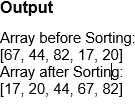 Output
Array before Sorting:
[67, 44, 82, 17, 20]
Array after Sorting:
[17, 20, 44, 67, 82]